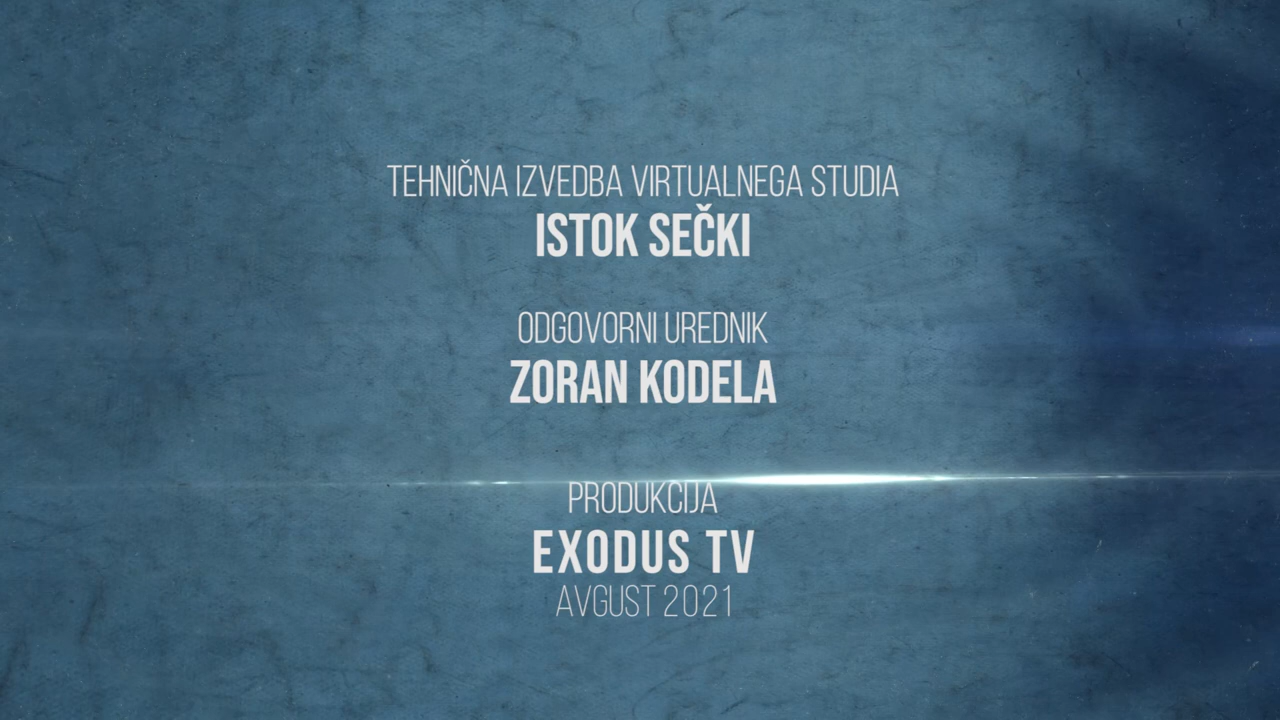 TEHNIČNA IZVEDBA VIRTUALNEGA STUDIA
ISTOK SEČKI
ODGOVORNI UREDNIK
ZORAN KODELA
PRODUKCIJA
EXODUS TV
AVGUST 2021